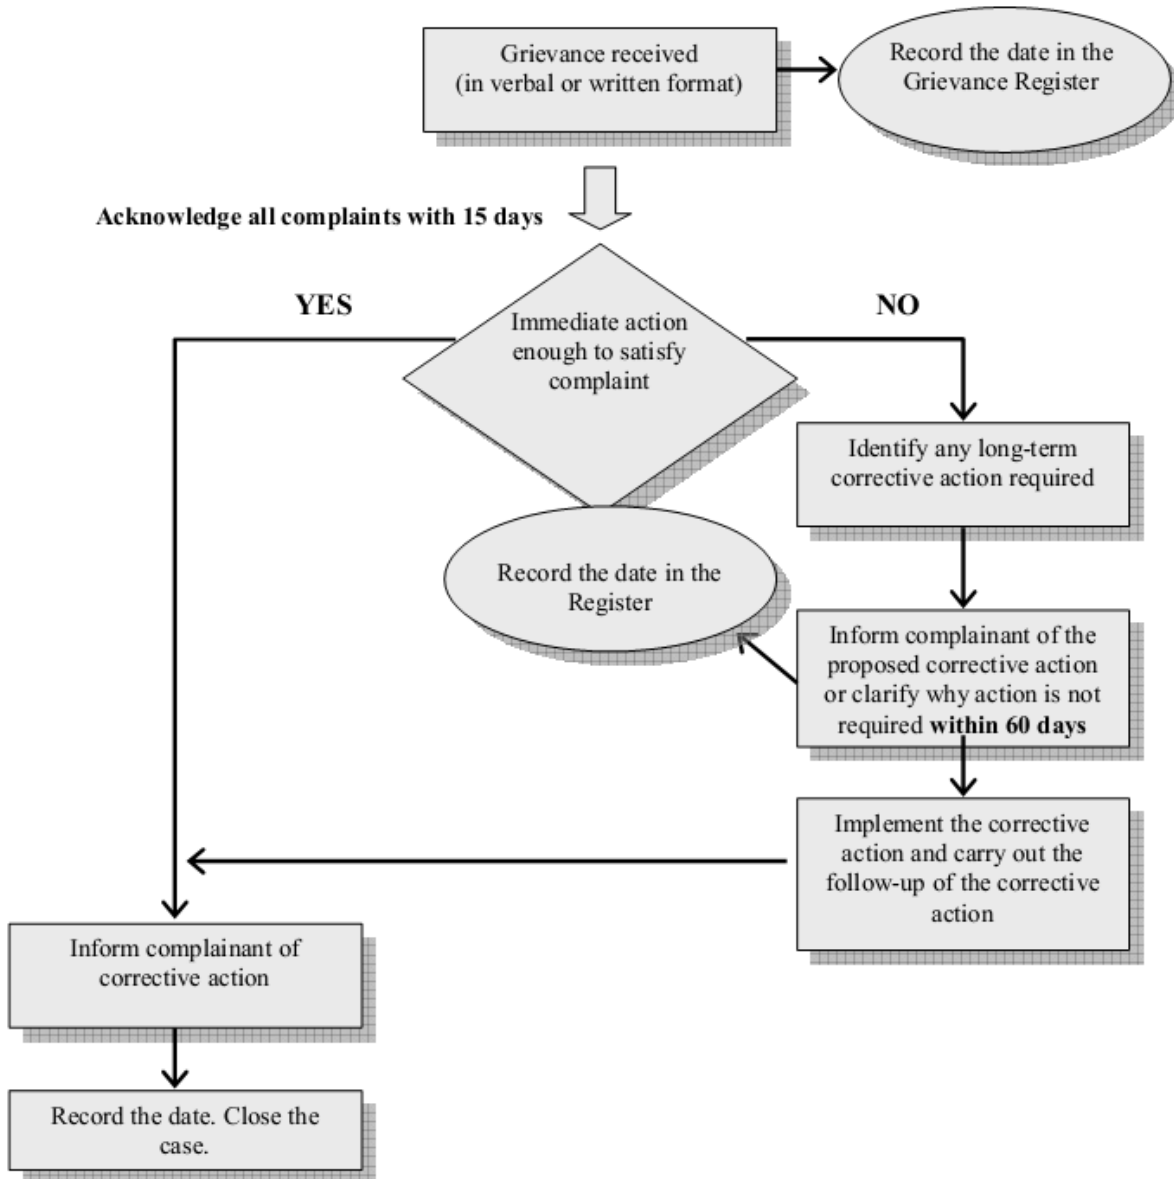 Grievance received
(in verbal or written format)
Record the date in the
Grievance Register
Acknowledge all complaints with 15 days
YES
NO
Immediate action
enough to satisfy
complaint
Identify any long-term
corrective action required
Record the date in the
Register
Inform complainant of the
proposed corrective action
or clarify why action is not
required within 60 days
Implement the corrective
action and carry out the
follow-up of the corrective
action
Inform complainant of
corrective action
Record the date. Close the
case.